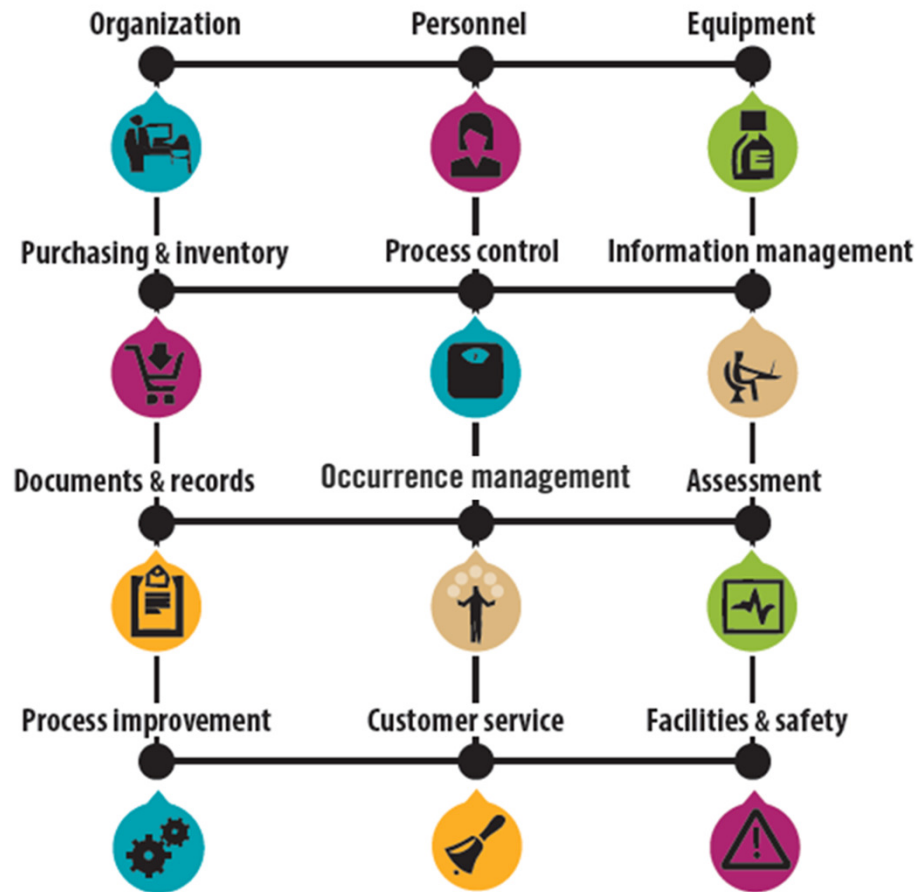 Organization
Personnel
Equipment
Purchasing & inventory
Process control
Information management
Documents & records
Occurrence management
Assessment
Process improvement
Customer service
Facilities & safety